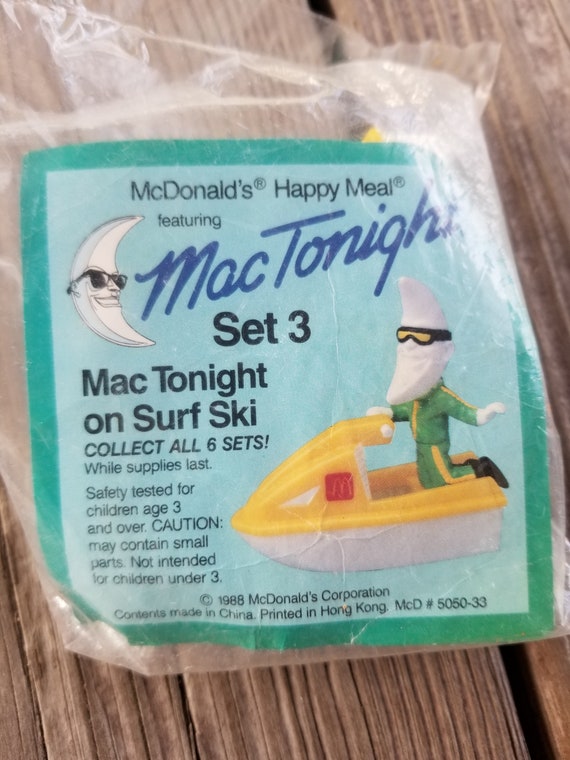 McDonald's® Happy Meal®
featuring
Mac Tonight
Set 3
Mac Tonight
on Surf Ski
COLLECT ALL 6 SETS!
While supplies last.
Safety tested for
children age 3
and over. CAUTION:
may contain small
parts. Not intended
for children under 3.
© 1988 McDonald's Corporation
Contents made in China. Printed in Hong Kong. McD # 5050-33